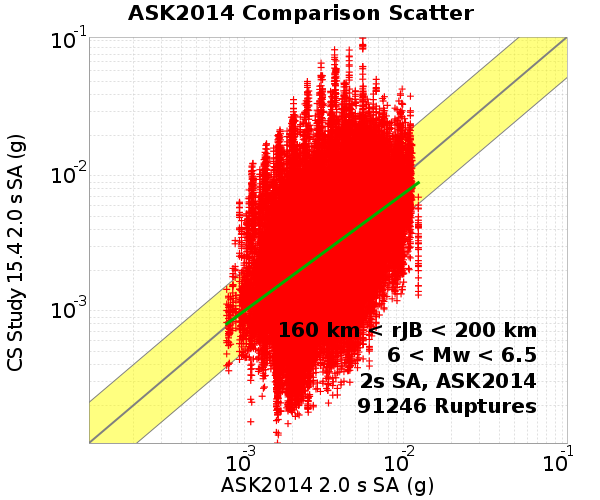 ASK2014 Comparison Scatter
CS Study 15.4 2.0 s SA (g)
10-1
10-2
10-3
160 km < rJB < 200 km
6 < Mw < 6.5
2s SA, ASK2014
91246 Ruptures
10-3 10-2 10-1
ASK2014 2.0 s SA (g)